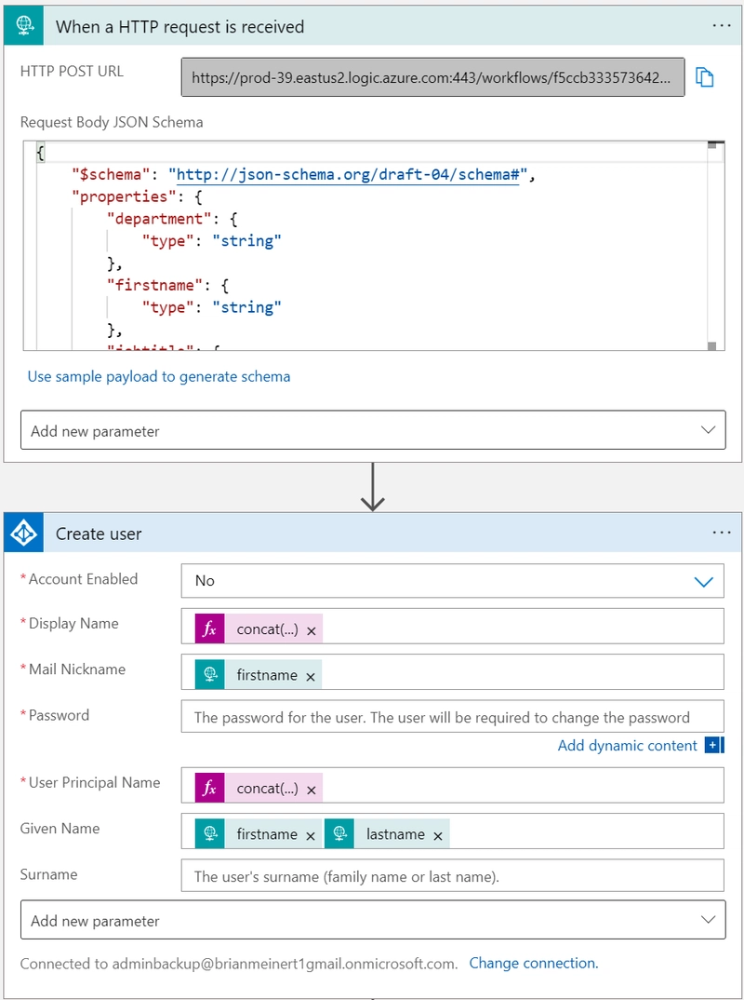 When a HTTP request is received
HTTP POST URL
https://prod-39.eastus2.logic.azure.com:443/workflows/f5ccb333573642...
Request Body JSON Schema
{
"$schema": "http://json-schema.org/draft-04/schema#",
"properties": {
"department": {
"type": "string"
},
"firstname": {
"type": "string"
},
"jobtitle": {
Use sample payload to generate schema
Add new parameter
Create user
*Account Enabled
No
*Display Name
fx concat(...) ×
*Mail Nickname
firstname ×
*Password
The password for the user. The user will be required to change the password
Add dynamic content
*User Principal Name
fx concat(...) ×
Given Name
firstname × lastname ×
Surname
The user's surname (family name or last name).
Add new parameter
Connected to adminbackup@brianmeinert1gmail.onmicrosoft.com. Change connection.